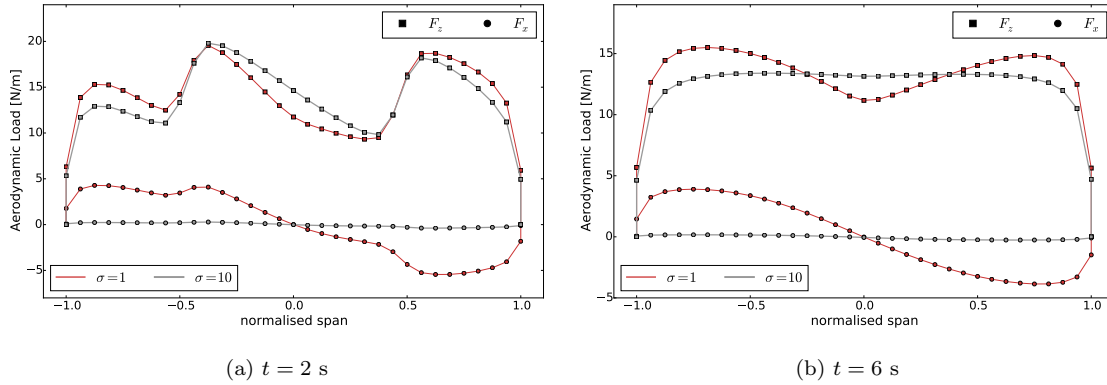 F_z F_x
Aerodynamic Load [N/m]
20
15
10
5
0
−5
σ=1 σ=10
−1.0 −0.5 0.0 0.5 1.0
normalised span
(a) t = 2 s
F_z F_x
Aerodynamic Load [N/m]
15
10
5
0
−5
σ=1 σ=10
−1.0 −0.5 0.0 0.5 1.0
normalised span
(b) t = 6 s